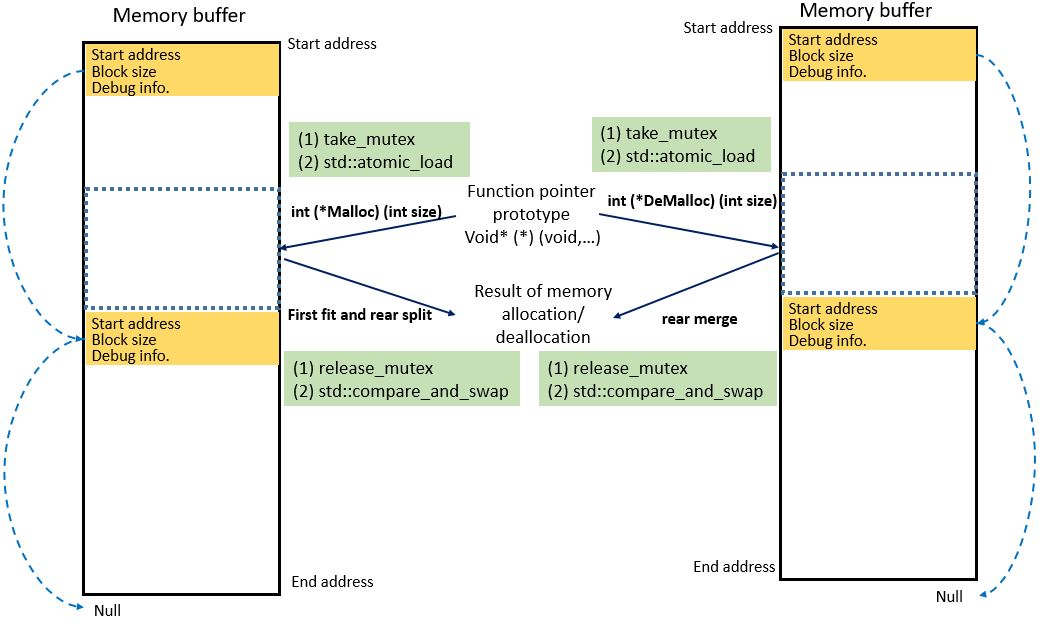 Memory buffer
Start address
Start address
Block size
Debug info.
(1) take_mutex
(2) std::atomic_load
int (*Malloc) (int size)
First fit and rear split
Start address
Block size
Debug info.
(1) release_mutex
(2) std::compare_and_swap
End address
Null
Function pointer
prototype
Void* (*) (void,...)
Result of memory
allocation/
deallocation
Memory buffer
Start address
Start address
Block size
Debug info.
(1) take_mutex
(2) std::atomic_load
int (*DeMalloc) (int size)
rear merge
Start address
Block size
Debug info.
(1) release_mutex
(2) std::compare_and_swap
End address
Null